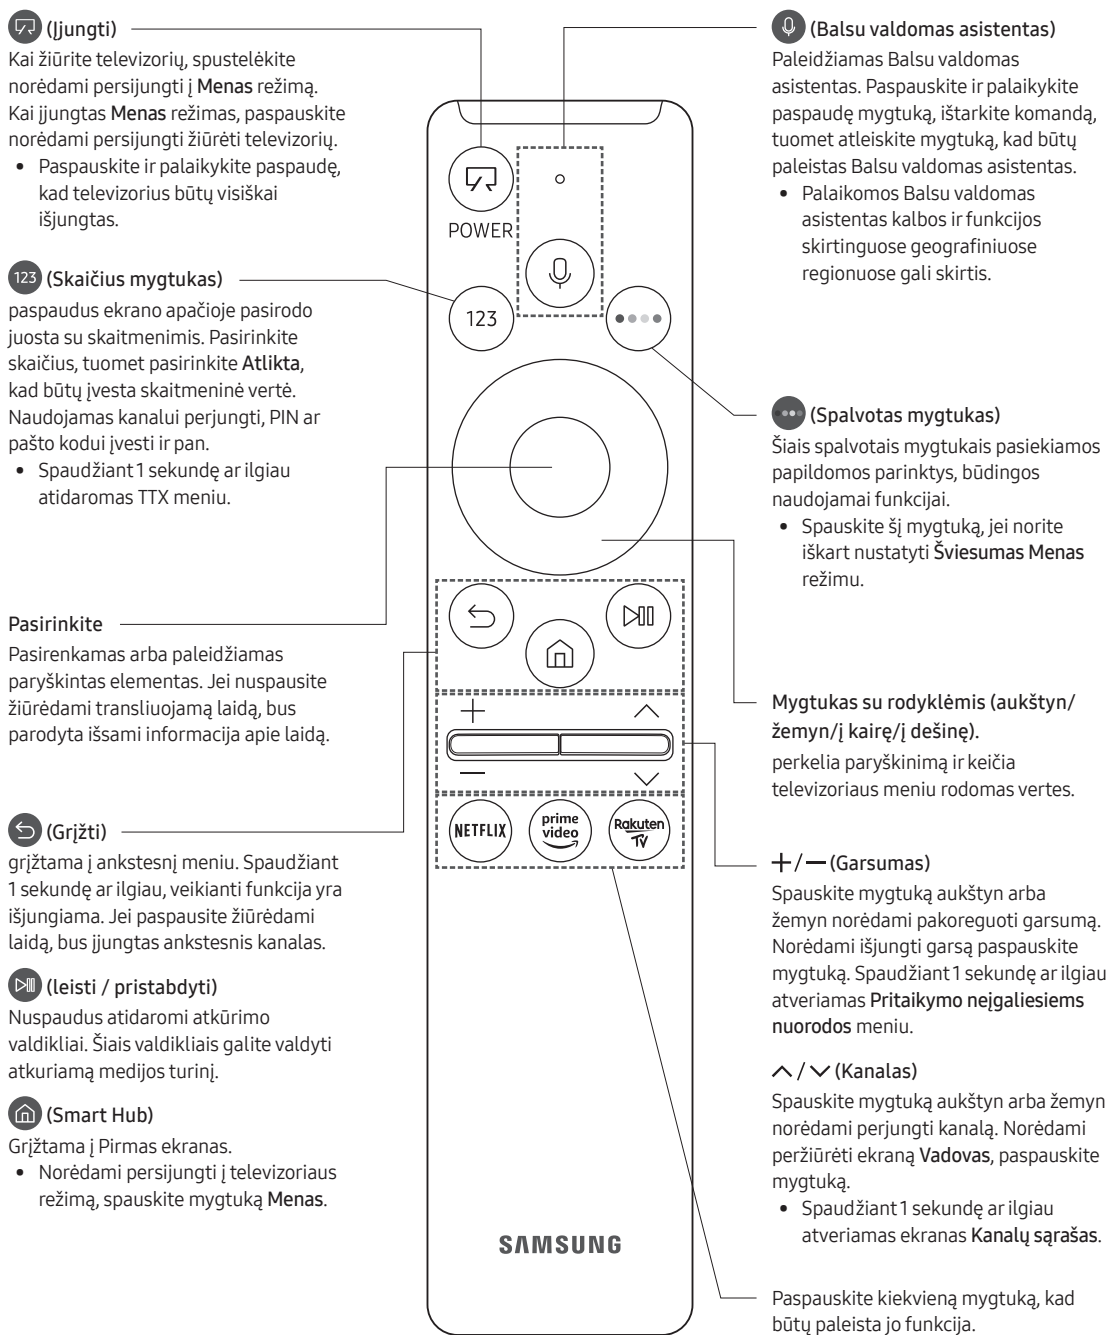 (Įjungti)
Kai žiūrite televizorių, spustelėkite
norėdami persijungti į Menas režimą.
Kai įjungtas Menas režimas, paspauskite
norėdami persijungti žiūrėti televizorių.
• Paspauskite ir palaikykite paspaudę,
kad televizorius būtų visiškai
išjungtas.
123 (Skaičius mygtukas)
paspaudus ekrano apačioje pasirodo
juosta su skaitmenimis. Pasirinkite
skaičius, tuomet pasirinkite Atlikta,
kad būtų įvesta skaitmeninė vertė.
Naudojamas kanalui perjungti, PIN ar
pašto kodui įvesti ir pan.
• Spaudžiant 1 sekundę ar ilgiau
atidaromas TTX meniu.
Pasirinkite
Pasirenkamas arba paleidžiamas
paryškintas elementas. Jei nuspausite
žiūrėdami transliuojamą laidą, bus
parodyta išsami informacija apie laidą.
(Grįžti)
grįžtama į ankstesnį meniu. Spaudžiant
1 sekundę ar ilgiau, veikianti funkcija yra
išjungiama. Jei paspausite žiūrėdami
laidą, bus įjungtas ankstesnis kanalas.
(leisti / pristabdyti)
Nuspaudus atidaromi atkūrimo
valdikliai. Šiais valdikliais galite valdyti
atkuriamą medijos turinį.
(Smart Hub)
Grįžtama į Pirmas ekranas.
• Norėdami persijungti į televizoriaus
režimą, spauskite mygtuką Menas.
POWER
123
+
—
NETFLIX
prime
video
Rakuten
TV
SAMSUNG
(Balsu valdomas asistentas)
Paleidžiamas Balsu valdomas
asistentas. Paspauskite ir palaikykite
paspaudę mygtuką, ištarkite komandą,
tuomet atleiskite mygtuką, kad būtų
paleistas Balsu valdomas asistentas.
• Palaikomos Balsu valdomas
asistentas kalbos ir funkcijos
skirtinguose geografiniuose
regionuose gali skirtis.
(Spalvotas mygtukas)
Šiais spalvotais mygtukais pasiekiamos
papildomos parinktys, būdingos
naudojamai funkcijai.
• Spauskite šį mygtuką, jei norite
iškart nustatyti Šviesumas Menas
režimu.
Mygtukas su rodyklėmis (aukštyn/
žemyn/į kairę/į dešinę).
perkelia paryškinimą ir keičia
televizoriaus meniu rodomas vertes.
+/— (Garsumas)
Spauskite mygtuką aukštyn arba
žemyn norėdami pakoreguoti garsumą.
Norėdami išjungti garsą paspauskite
mygtuką. Spaudžiant 1 sekundę ar ilgiau
atveriamas Pritaikymo neįgaliesiems
nuorodos meniu.
/ (Kanalas)
Spauskite mygtuką aukštyn arba žemyn
norėdami perjungti kanalą. Norėdami
peržiūrėti ekraną Vadovas, paspauskite
mygtuką.
• Spaudžiant 1 sekundę ar ilgiau
atveriamas ekranas Kanalų sąrašas.
Paspauskite kiekvieną mygtuką, kad
būtų paleista jo funkcija.